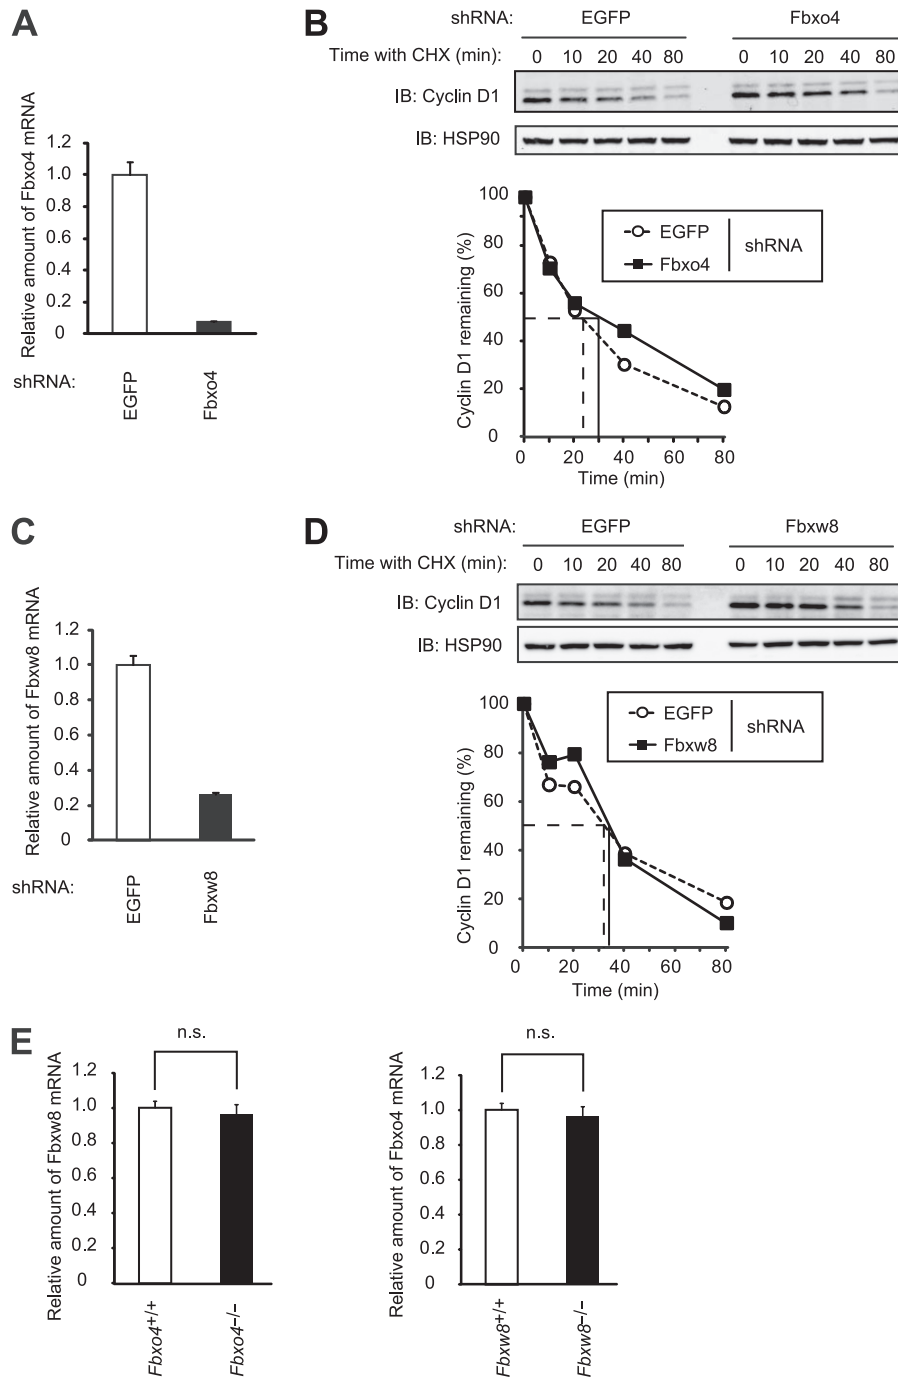 A
Relative amount of Fbxo4 mRNA
1.2
1.0
0.8
0.6
0.4
0.2
0
shRNA:
EGFP
Fbxo4
B
shRNA: EGFP Fbxo4
Time with CHX (min): 0 10 20 40 80 0 10 20 40 80
IB: Cyclin D1
IB: HSP90
Cyclin D1 remaining (%)
100
80
60
40
20
0
EGFP
Fbxo4
shRNA
0 20 40 60 80
Time (min)
C
Relative amount of Fbxw8 mRNA
1.2
1.0
0.8
0.6
0.4
0.2
0
shRNA:
EGFP
Fbxw8
D
shRNA: EGFP Fbxw8
Time with CHX (min): 0 10 20 40 80 0 10 20 40 80
IB: Cyclin D1
IB: HSP90
Cyclin D1 remaining (%)
100
80
60
40
20
0
EGFP
Fbxw8
shRNA
0 20 40 60 80
Time (min)
E
Relative amount of Fbxw8 mRNA
n.s.
1.2
1.0
0.8
0.6
0.4
0.2
0
Fbxo4+/+
Fbxo4–/–
Relative amount of Fbxo4 mRNA
n.s.
1.2
1.0
0.8
0.6
0.4
0.2
0
Fbxw8+/+
Fbxw8–/–